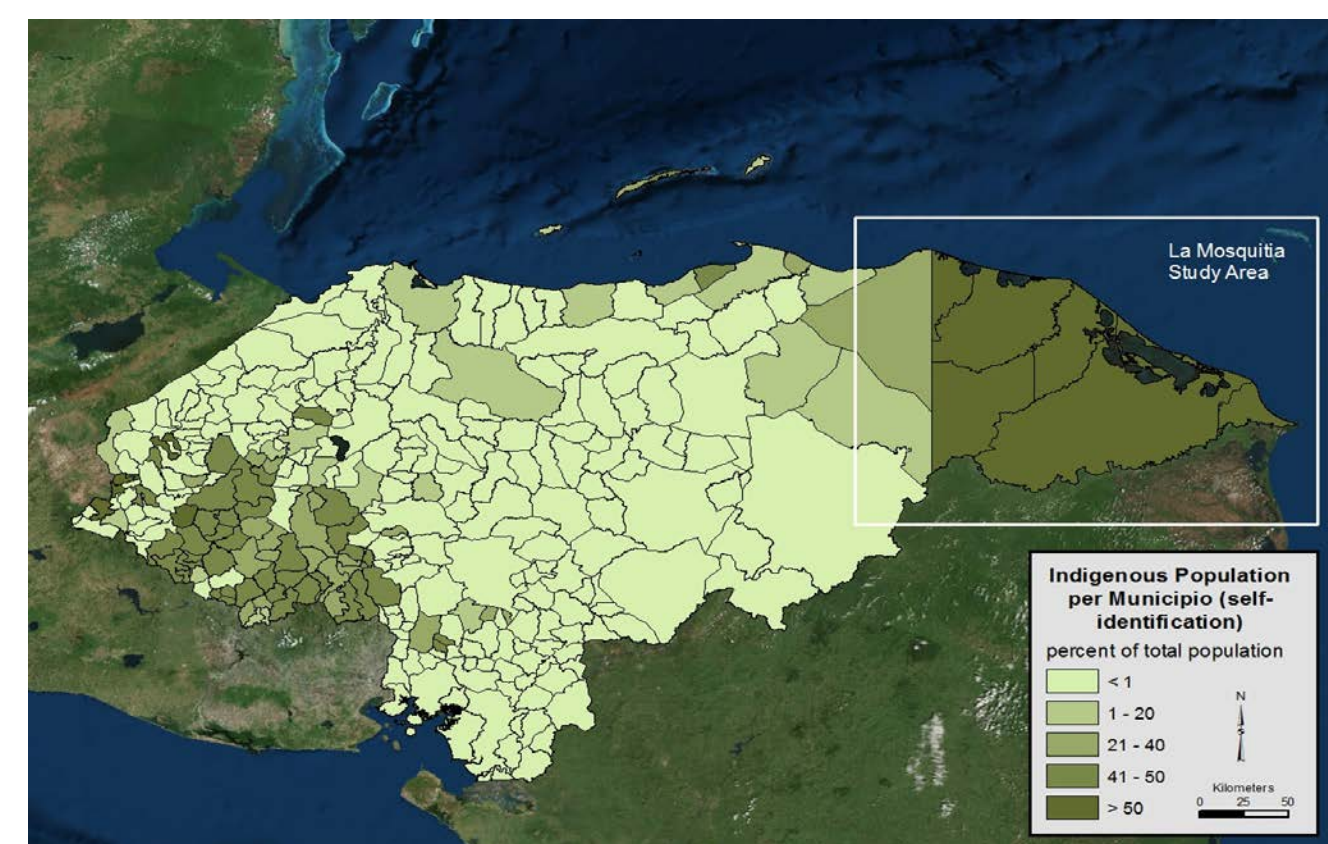 La Mosquitia
Study Area
Indigenous Population
per Municipio (self-
identification)
percent of total population
< 1
1 - 20
21 - 40
41 - 50
> 50
N
S
Kilometers
0 25 50